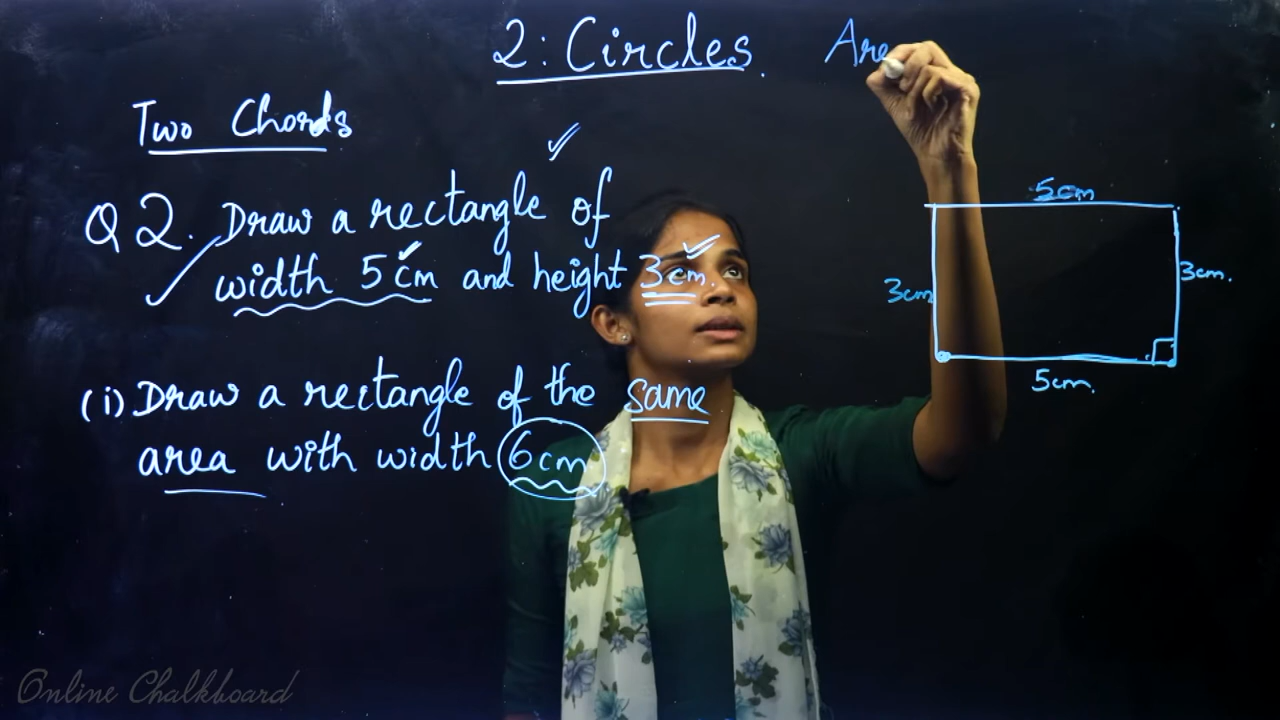 2: Circles.
Are
Two Chords
Q2. Draw a rectangle of
width 5cm and height 3cm.
5cm
3cm
3cm.
5cm.
(i) Draw a rectangle of the same
area with width 6cm
Online Chalkboard